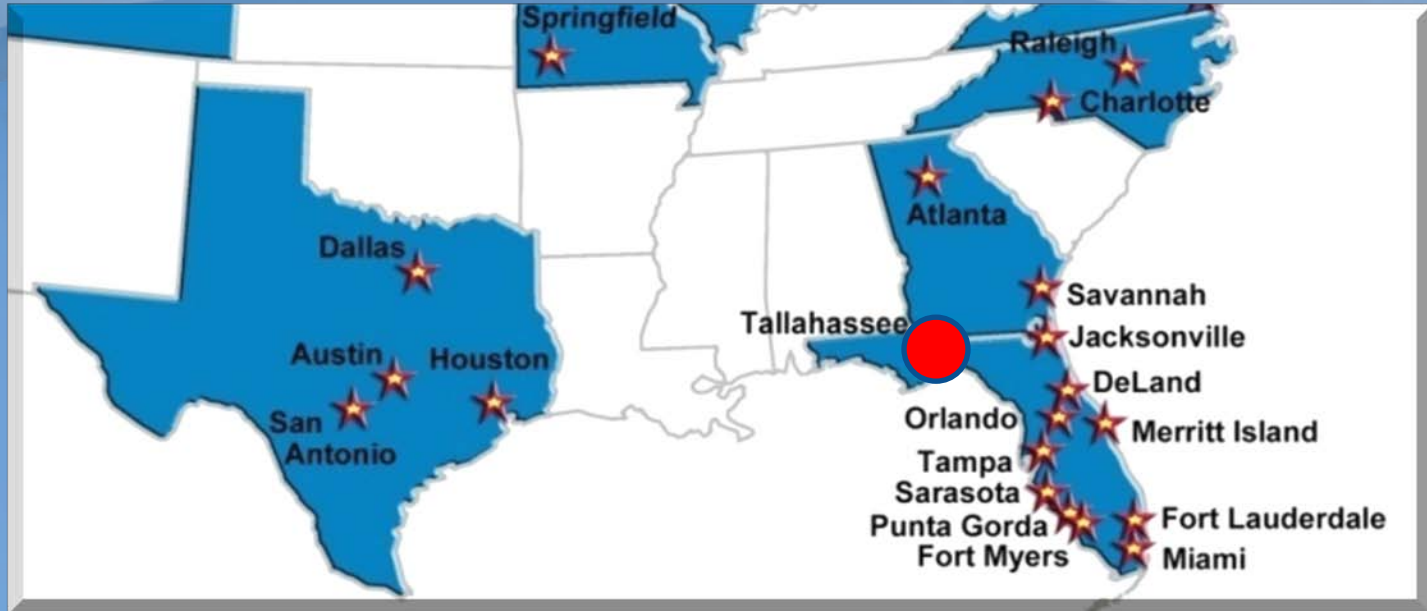 Springfield
Raleigh
Charlotte
Atlanta
Dallas
Savannah
Tallahassee
Jacksonville
Austin
Houston
DeLand
San
Antonio
Orlando
Merritt Island
Tampa
Sarasota
Punta Gorda
Fort Lauderdale
Fort Myers
Miami